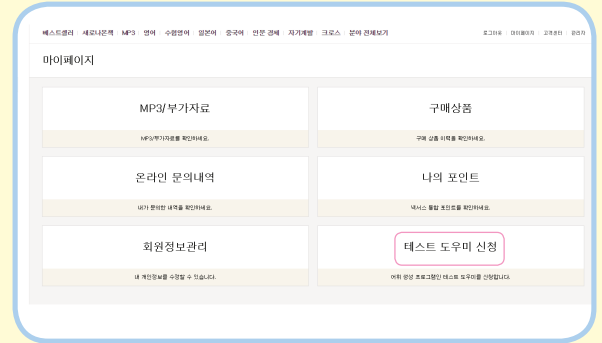 베스트셀러 | 새로나온책 | MP3 | 영어 | 수험영어 | 일본어 | 중국어 | 인문 경제 | 자기계발 | 크로스 | 분야 전체보기
로그아웃 | 마이페이지 | 고객센터 | 관리자
마이페이지
MP3/부가자료
구매상품
MP3/부가자료를 확인하세요.
구매 상품 이력을 확인하세요.
온라인 문의내역
나의 포인트
내가 문의한 내역을 확인하세요.
넥서스 통합 포인트를 확인하세요.
회원정보관리
테스트 도우미 신청
내 개인정보를 수정할 수 있습니다.
어휘 생성 프로그램인 테스트 도우미를 신청합니다.